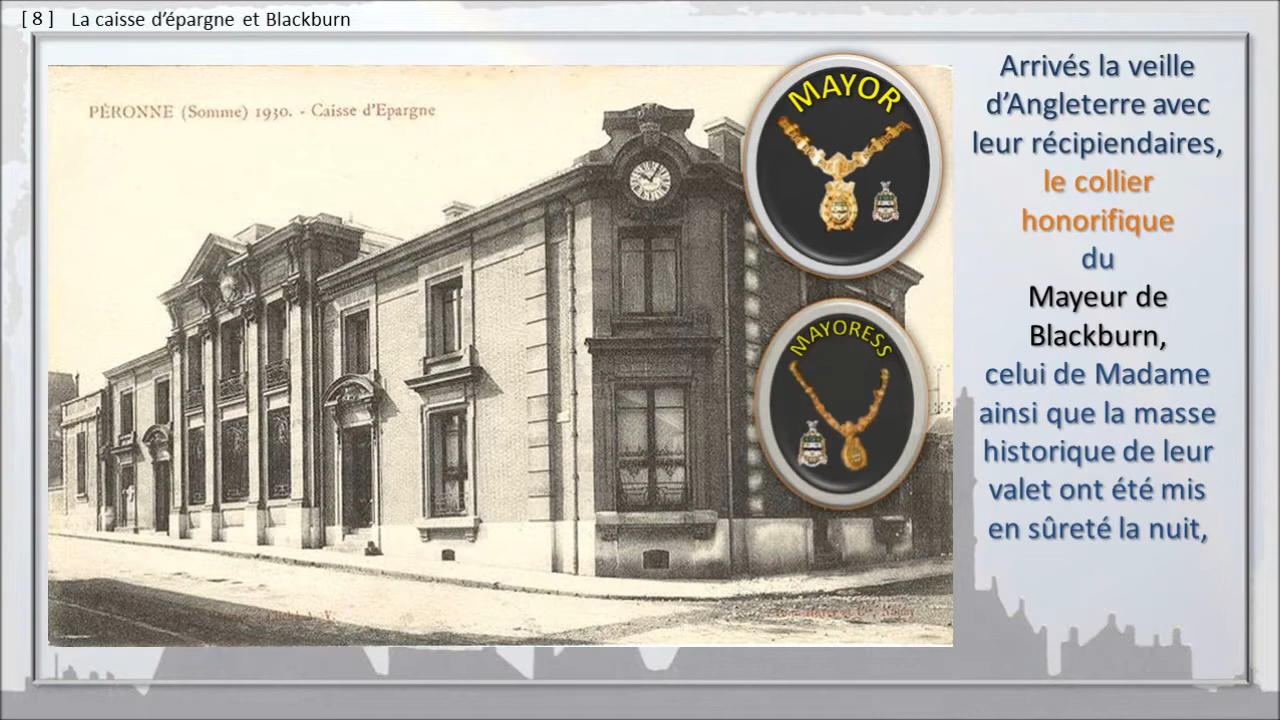 [ 8 ] La caisse d’épargne et Blackburn
PÉRONNE (Somme) 1930. - Caisse d'Epargne
MAYOR
MAYORESS
Arrivés la veille
d’Angleterre avec
leur récipiendaires,
le collier
honorifique
du
Mayeur de
Blackburn,
celui de Madame
ainsi que la masse
historique de leur
valet ont été mis
en sûreté la nuit,